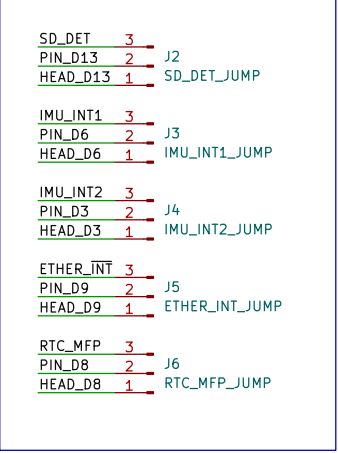 SD_DET 3
PIN_D13 2 J2
HEAD_D13 1 SD_DET_JUMP
IMU_INT1 3
PIN_D6 2 J3
HEAD_D6 1 IMU_INT1_JUMP
IMU_INT2 3
PIN_D3 2 J4
HEAD_D3 1 IMU_INT2_JUMP
ETHER_INT 3
PIN_D9 2 J5
HEAD_D9 1 ETHER_INT_JUMP
RTC_MFP 3
PIN_D8 2 J6
HEAD_D8 1 RTC_MFP_JUMP